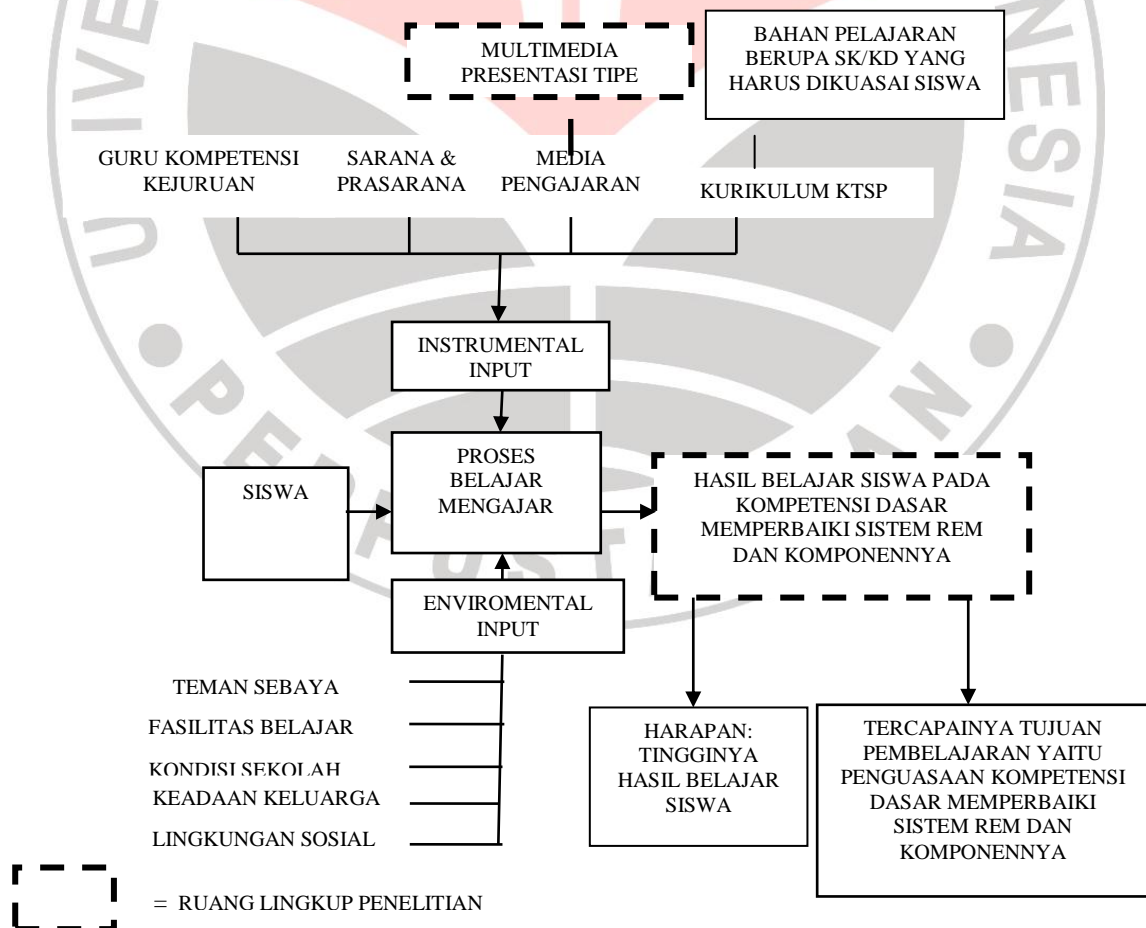 MULTIMEDIA
PRESENTASI TIPE
BAHAN PELAJARAN
BERUPA SK/KD YANG
HARUS DIKUASAI SISWA
GURU KOMPETENSI
KEJURUAN
SARANA &
PRASARANA
MEDIA
PENGAJARAN
KURIKULUM KTSP
INSTRUMENTAL
INPUT
PROSES
BELAJAR
MENGAJAR
SISWA
HASIL BELAJAR SISWA PADA
KOMPETENSI DASAR
MEMPERBAIKI SISTEM REM
DAN KOMPONENNYA
ENVIROMENTAL
INPUT
TEMAN SEBAYA
FASILITAS BELAJAR
KONDISI SEKOLAH
KEADAAN KELUARGA
LINGKUNGAN SOSIAL
HARAPAN:
TINGGINYA
HASIL BELAJAR
SISWA
TERCAPAINYA TUJUAN
PEMBELAJARAN YAITU
PENGUASAAN KOMPETENSI
DASAR MEMPERBAIKI
SISTEM REM DAN
KOMPONENNYA
= RUANG LINGKUP PENELITIAN